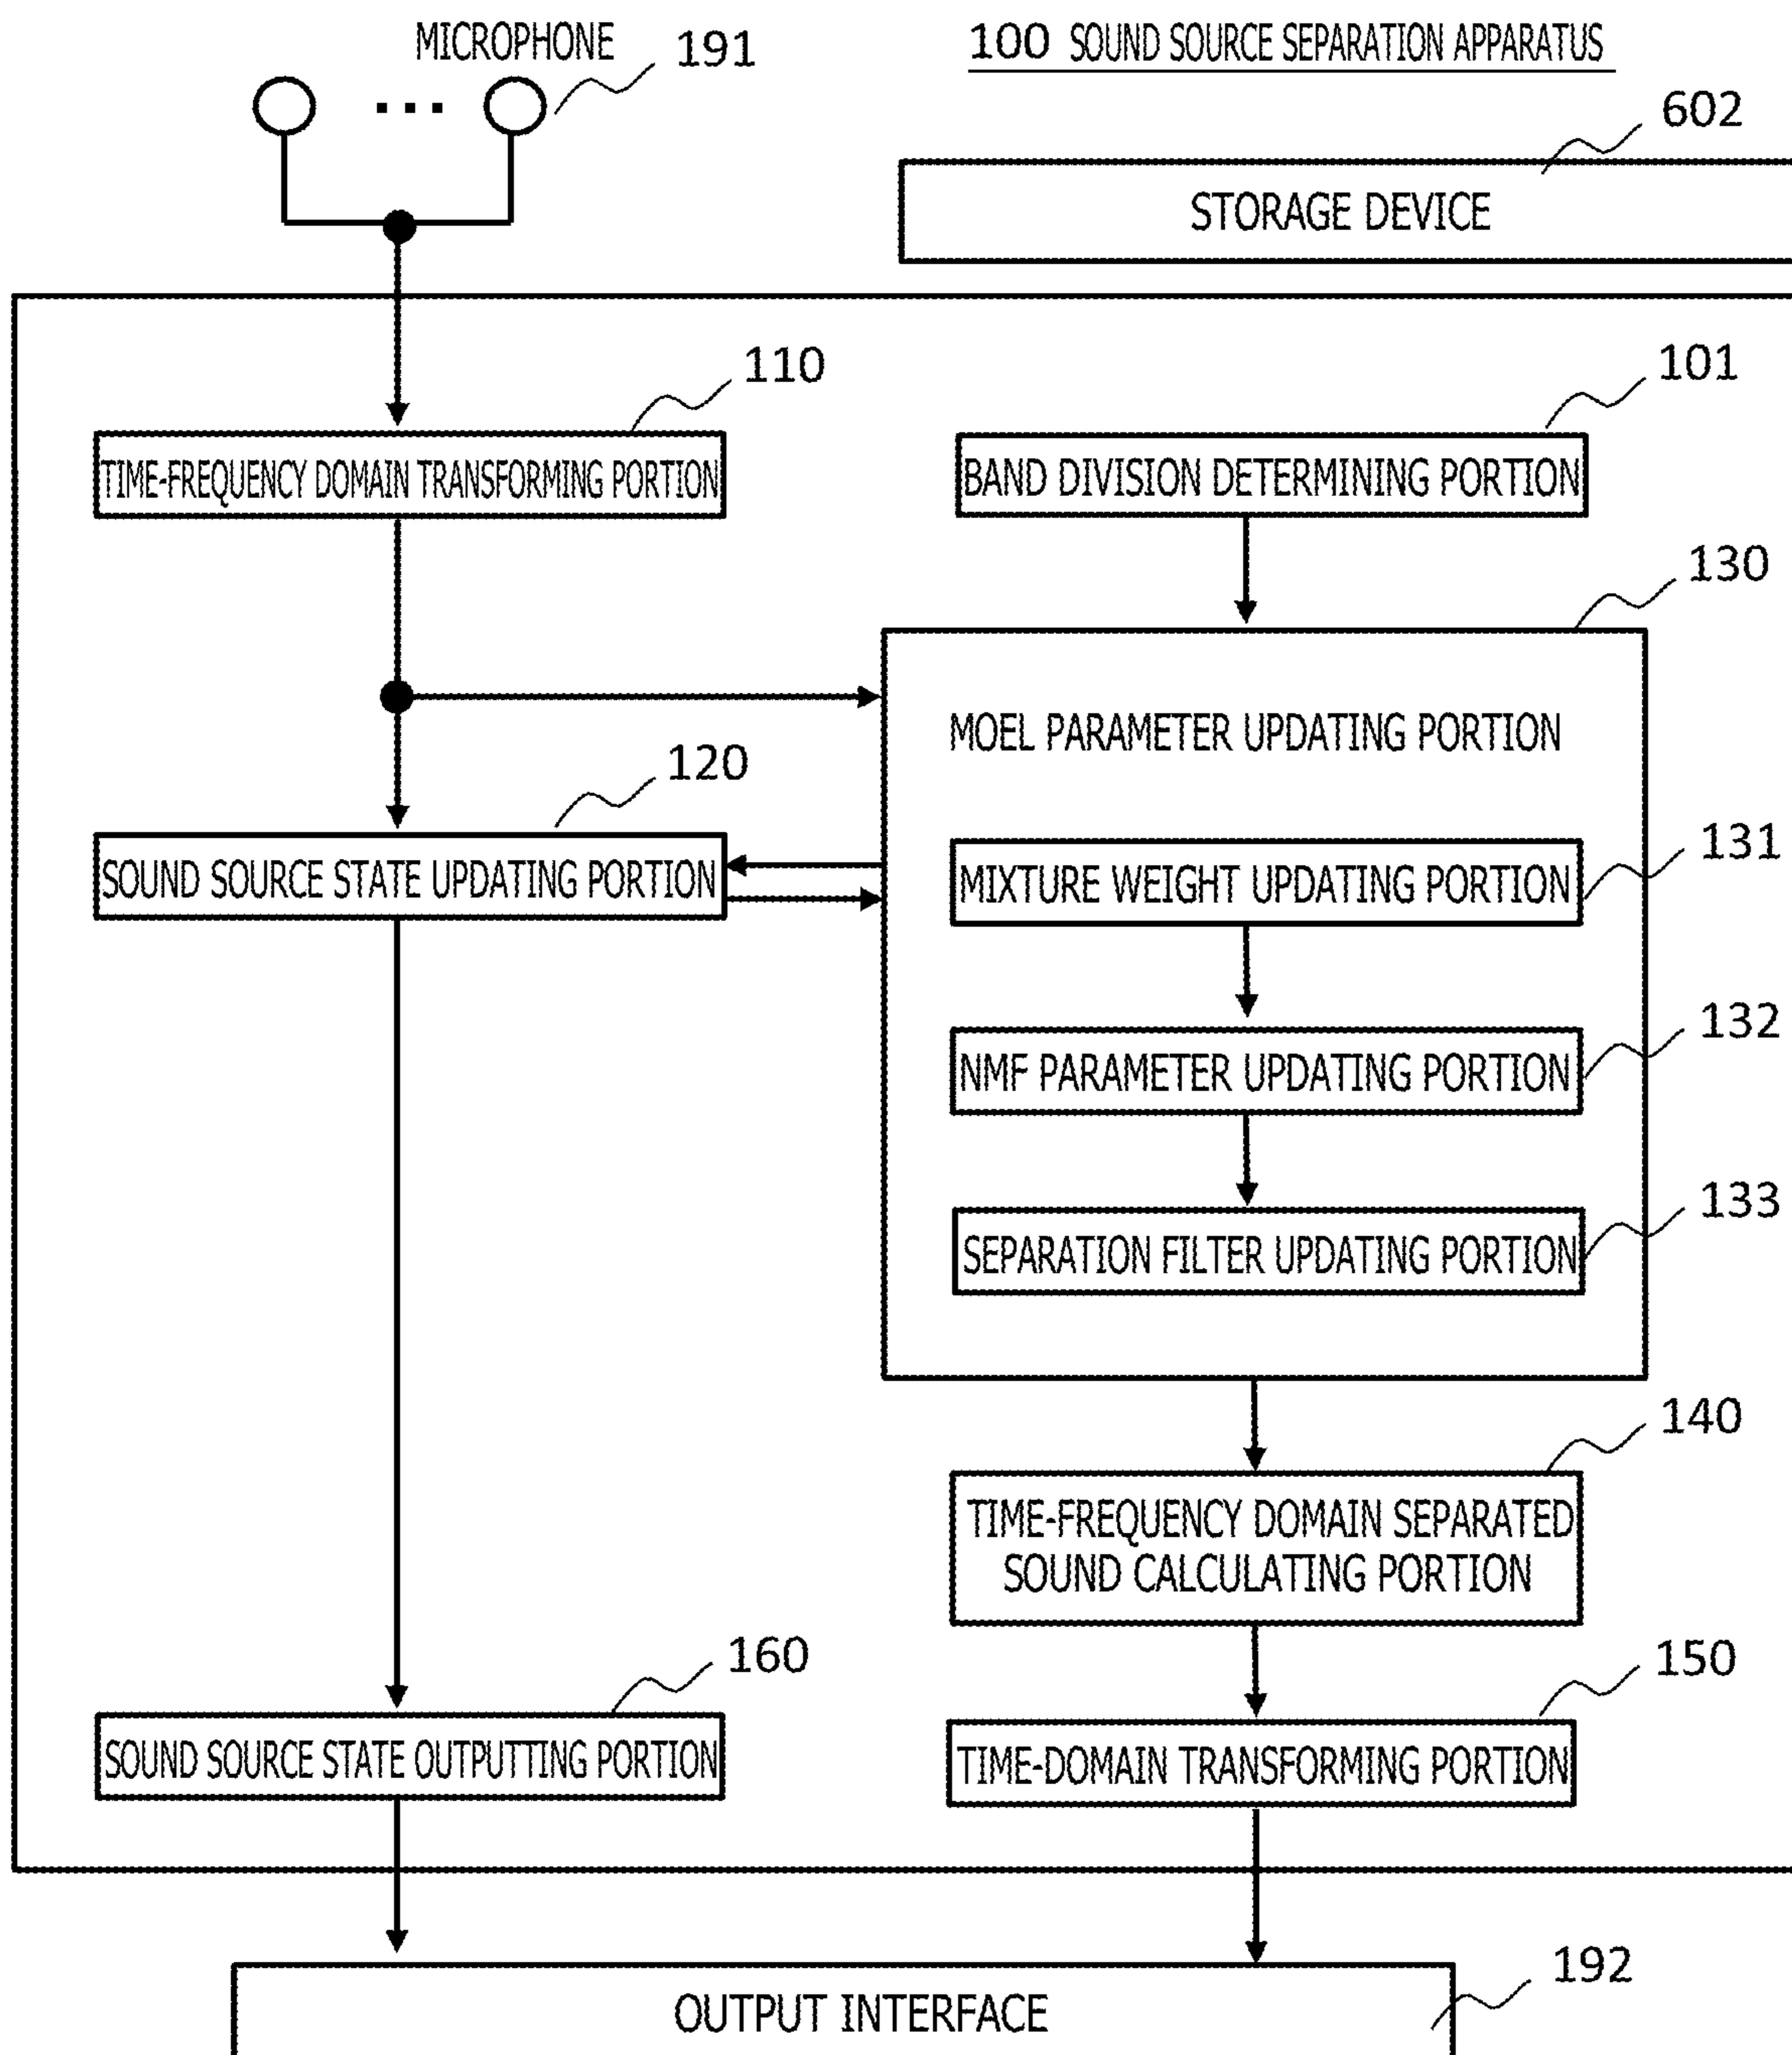 MICROPHONE
191
100 SOUND SOURCE SEPARATION APPARATUS
602
STORAGE DEVICE
110
101
TIME-FREQUENCY DOMAIN TRANSFORMING PORTION
BAND DIVISION DETERMINING PORTION
130
MOEL PARAMETER UPDATING PORTION
120
SOUND SOURCE STATE UPDATING PORTION
131
MIXTURE WEIGHT UPDATING PORTION
132
NMF PARAMETER UPDATING PORTION
133
SEPARATION FILTER UPDATING PORTION
140
TIME-FREQUENCY DOMAIN SEPARATED
SOUND CALCULATING PORTION
160
150
SOUND SOURCE STATE OUTPUTTING PORTION
TIME-DOMAIN TRANSFORMING PORTION
192
OUTPUT INTERFACE